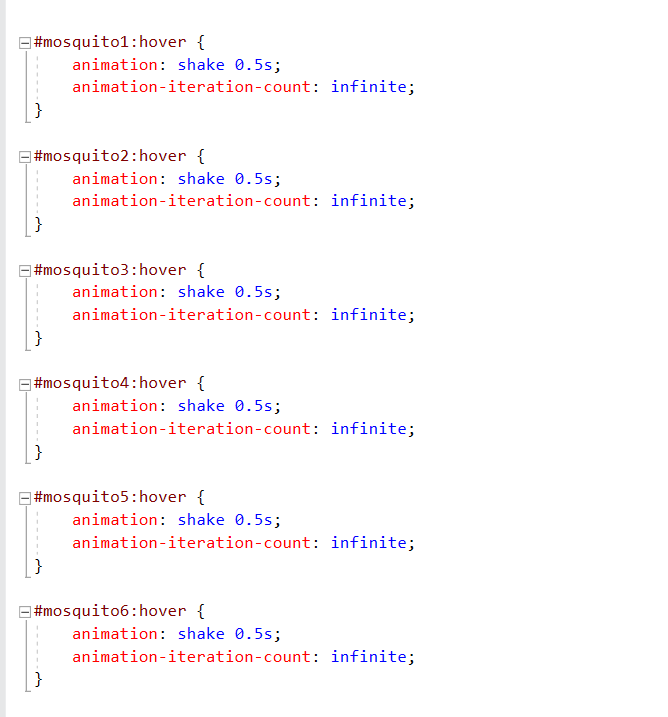 #mosquito1:hover {
    animation: shake 0.5s;
    animation-iteration-count: infinite;
}

#mosquito2:hover {
    animation: shake 0.5s;
    animation-iteration-count: infinite;
}

#mosquito3:hover {
    animation: shake 0.5s;
    animation-iteration-count: infinite;
}

#mosquito4:hover {
    animation: shake 0.5s;
    animation-iteration-count: infinite;
}

#mosquito5:hover {
    animation: shake 0.5s;
    animation-iteration-count: infinite;
}

#mosquito6:hover {
    animation: shake 0.5s;
    animation-iteration-count: infinite;
}